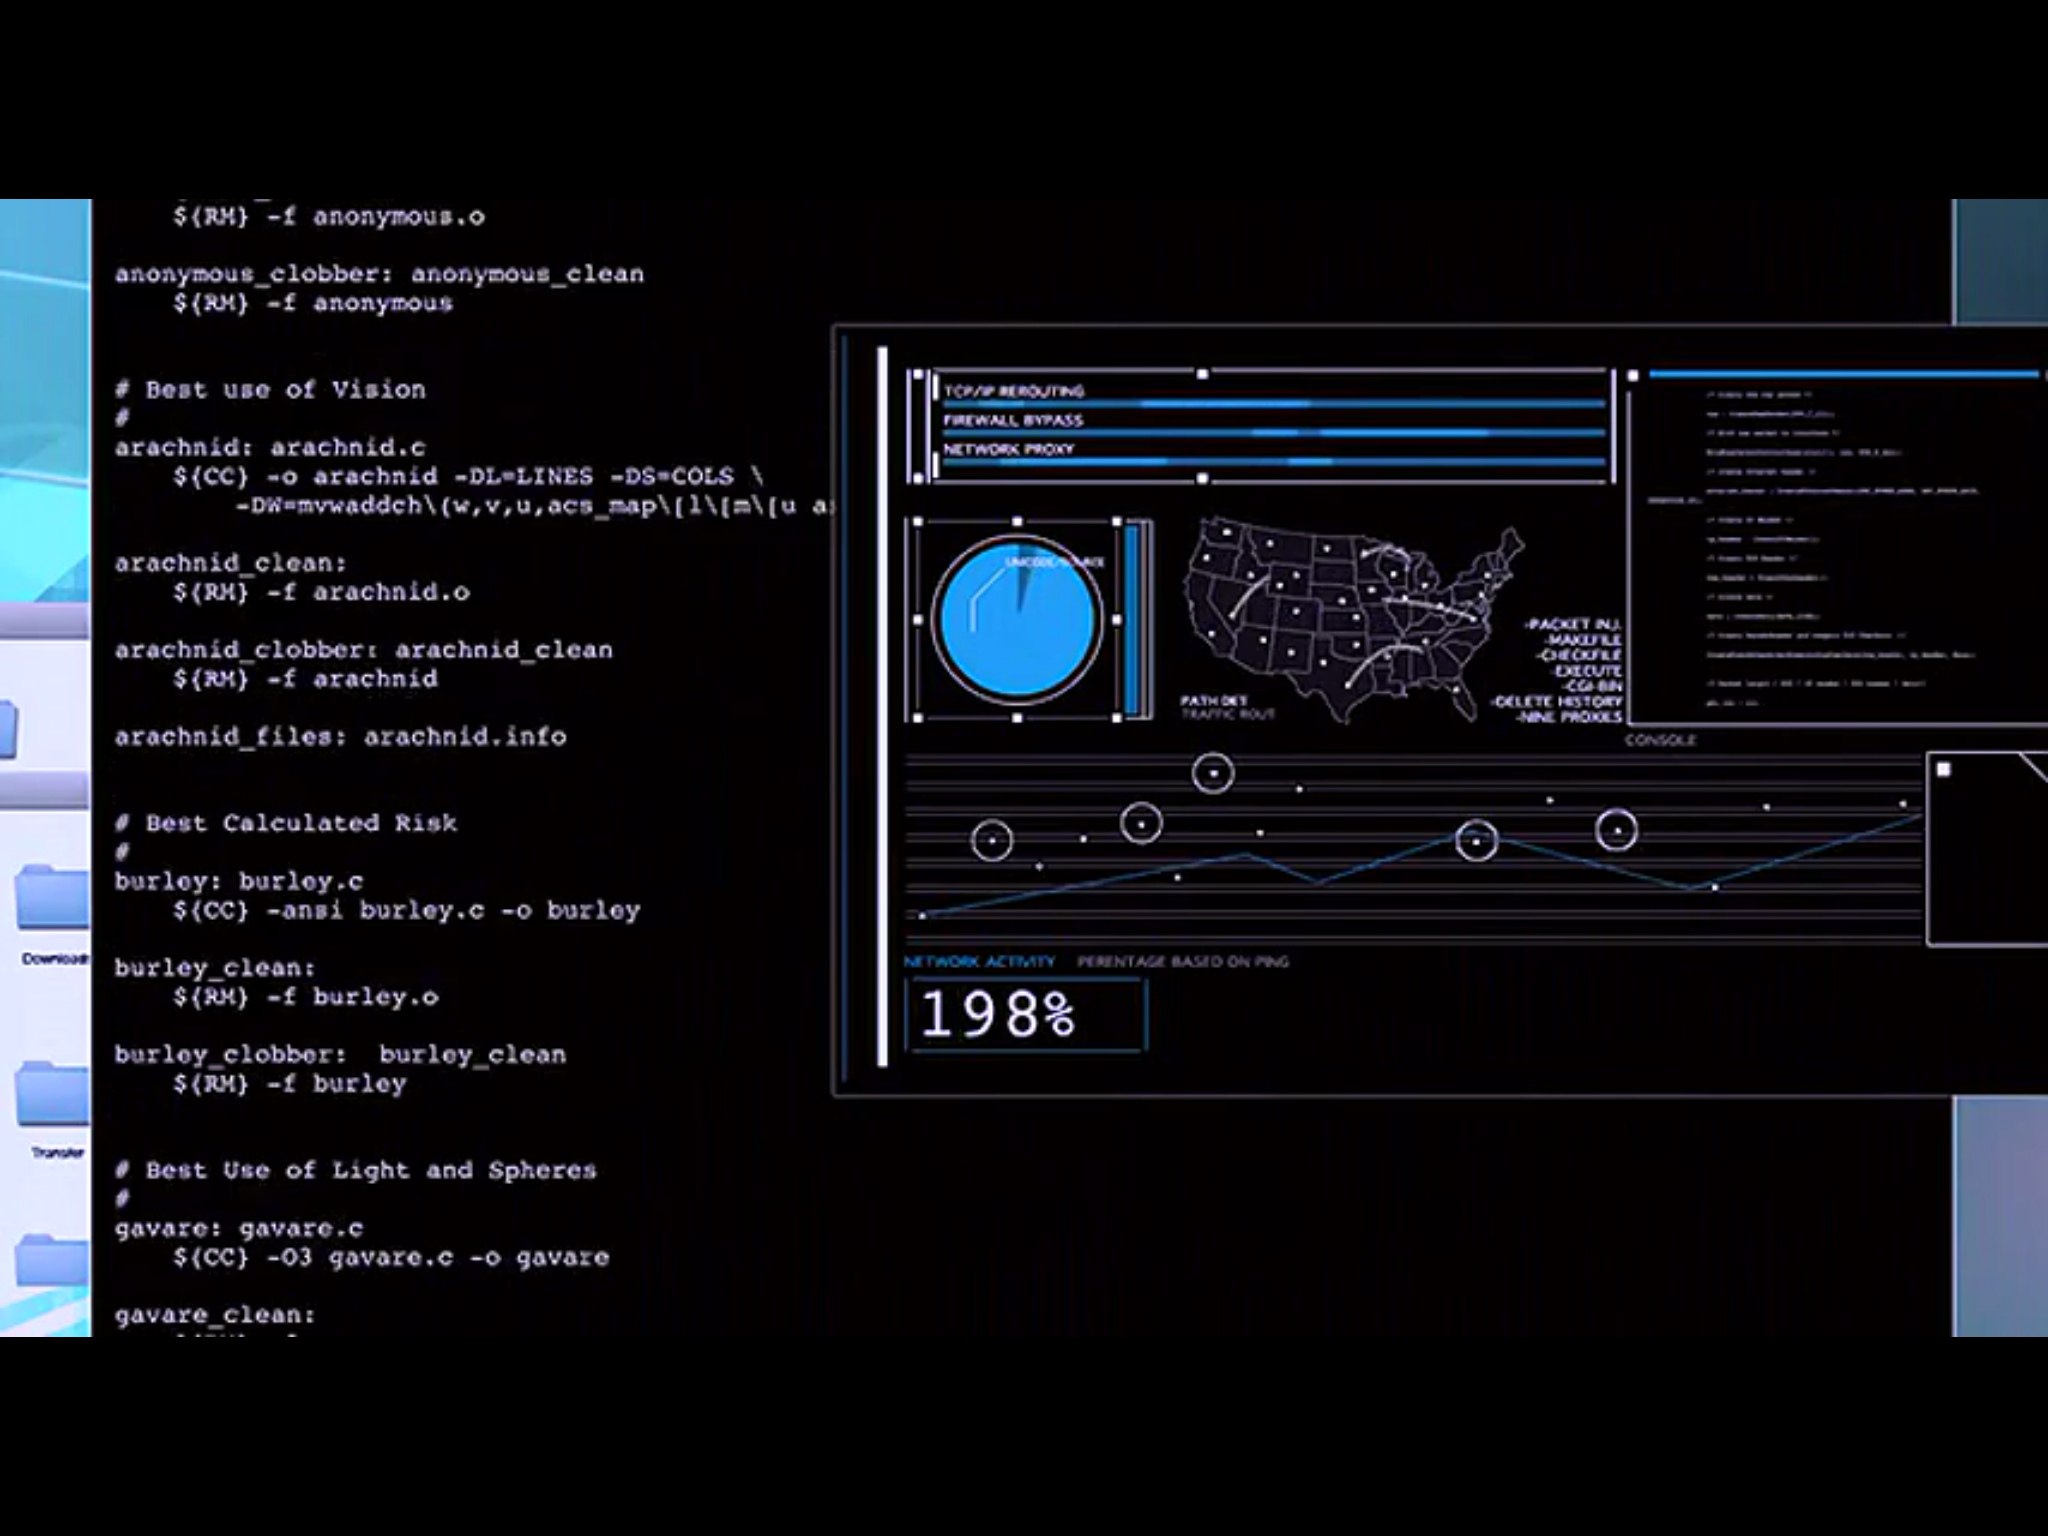 ${RM} -f anonymous.o
anonymous_clobber: anonymous_clean
${RM} -f anonymous
# Best use of Vision
#
arachnid: arachnid.c
${CC} -o arachnid -DL=LINES -DS=COLS \
-DW=mvwaddch\(w,v,u,acs_map\[l\[m\[u a
arachnid_clean:
${RM} -f arachnid.o
arachnid_clobber: arachnid_clean
${RM} -f arachnid
arachnid_files: arachnid.info
# Best Calculated Risk
#
burley: burley.c
${CC} -ansi burley.c -o burley
burley_clean:
${RM} -f burley.o
burley_clobber:  burley_clean
${RM} -f burley
# Best Use of Light and Spheres
#
gavare: gavare.c
${CC} -O3 gavare.c -o gavare
gavare_clean:
Download
Transfer
TCP/IP REROUTING
FIREWALL BYPASS
NETWORK PROXY
-PACKET INJ.
-MAKEFILE
-CHECKFILE
-EXECUTE
-CGI-BIN
-DELETE HISTORY
-NINE PROXIES
PATH DET
TRAFFIC ROUT
CONSOLE
NETWORK ACTIVITY PERENTAGE BASED ON PING
198%